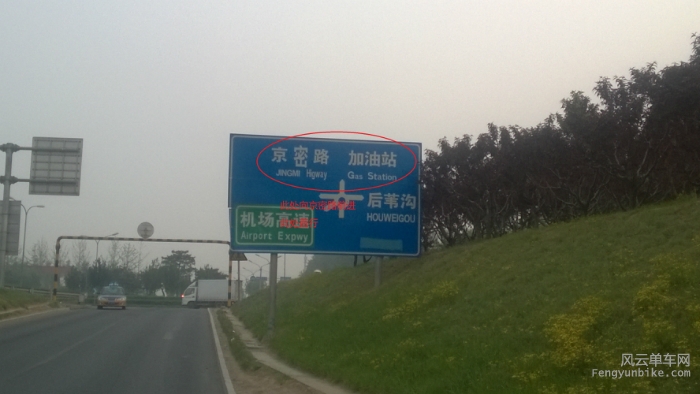 京密路 加油站
JINGMI Higway Gas Station
后苇沟
HOUWEIGOU
机场高速
Airport Expwy
风云单车网
Fengyunbike.com